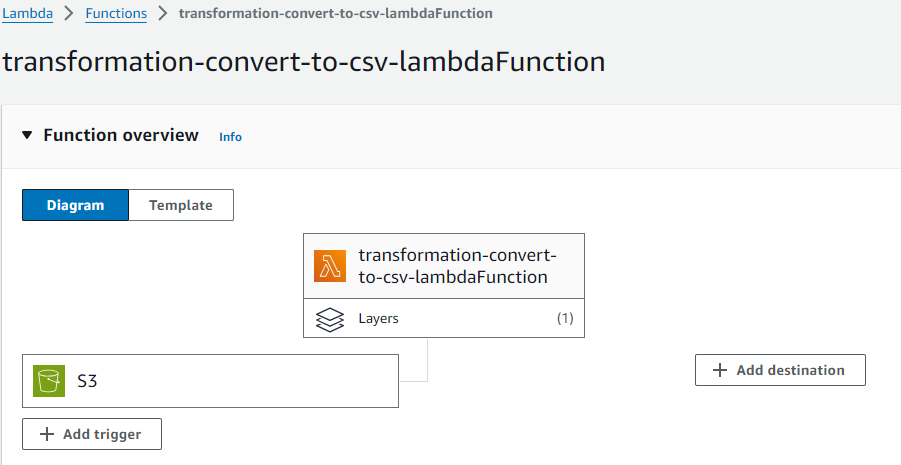 Lambda > Functions > transformation-convert-to-csv-lambdaFunction
transformation-convert-to-csv-lambdaFunction
Function overview Info
Diagram Template
transformation-convert-
to-csv-lambdaFunction
Layers (1)
S3
+ Add destination
+ Add trigger